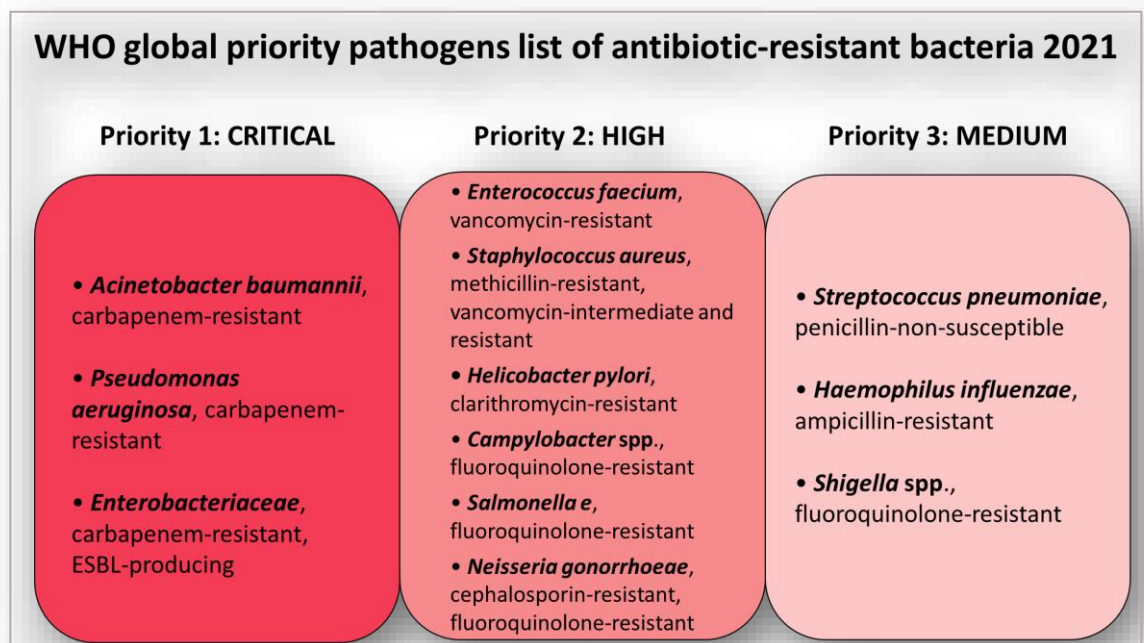 WHO global priority pathogens list of antibiotic-resistant bacteria 2021
Priority 1: CRITICAL
• Acinetobacter baumannii,
carbapenem-resistant
• Pseudomonas
aeruginosa, carbapenem-
resistant
• Enterobacteriaceae,
carbapenem-resistant,
ESBL-producing
Priority 2: HIGH
• Enterococcus faecium,
vancomycin-resistant
• Staphylococcus aureus,
methicillin-resistant,
vancomycin-intermediate and
resistant
• Helicobacter pylori,
clarithromycin-resistant
• Campylobacter spp.,
fluoroquinolone-resistant
• Salmonella e,
fluoroquinolone-resistant
• Neisseria gonorrhoeae,
cephalosporin-resistant,
fluoroquinolone-resistant
Priority 3: MEDIUM
• Streptococcus pneumoniae,
penicillin-non-susceptible
• Haemophilus influenzae,
ampicillin-resistant
• Shigella spp.,
fluoroquinolone-resistant